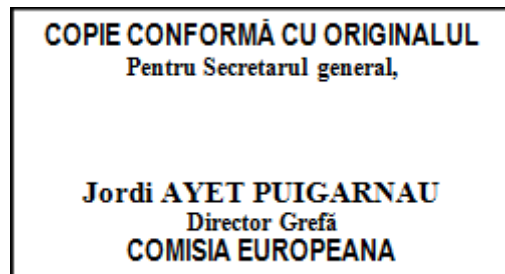 COPIE CONFORMĂ CU ORIGINALUL
Pentru Secretarul general,
Jordi AYET PUIGARNAU
Director Grefă
COMISIA EUROPEANA